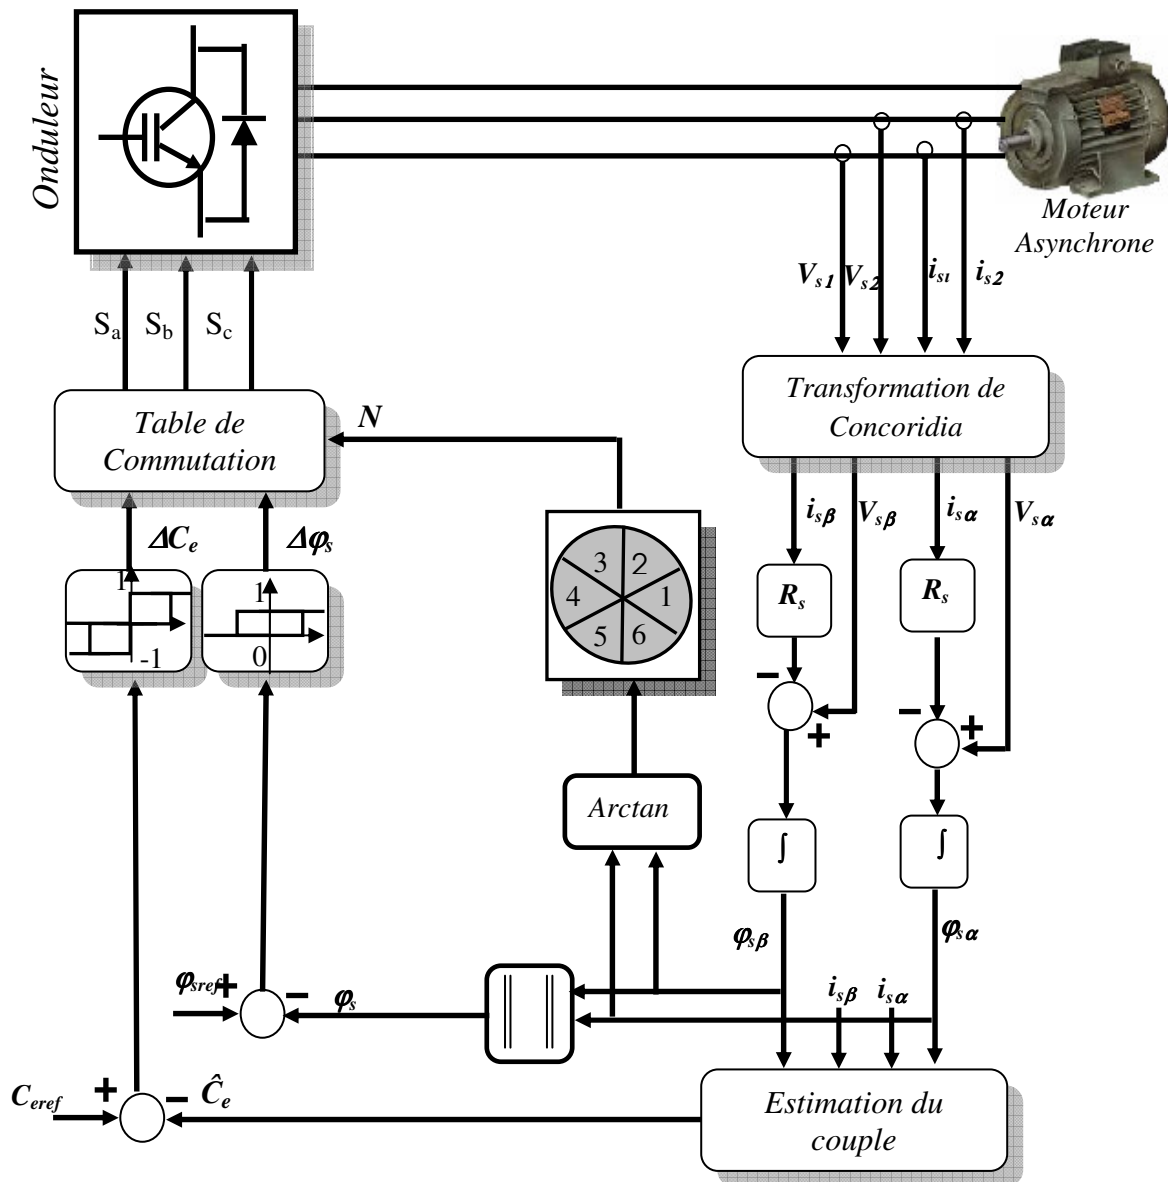 Onduleur
Moteur
Asynchrone
V_s1 V_s2 i_s1 i_s2
S_a S_b S_c
Transformation de
Concoridia
Table de
Commutation
N
i_sβ V_sβ i_sα V_sα
ΔC_e Δφ_s
1
-1
1
0
3 2
4 1
5 6
R_s R_s
-
+
-
+
Arctan
∫ ∫
φ_sβ φ_sα
φ_sref + -
φ_s
i_sβ i_sα
C_eref + - Ĉ_e
Estimation du
couple